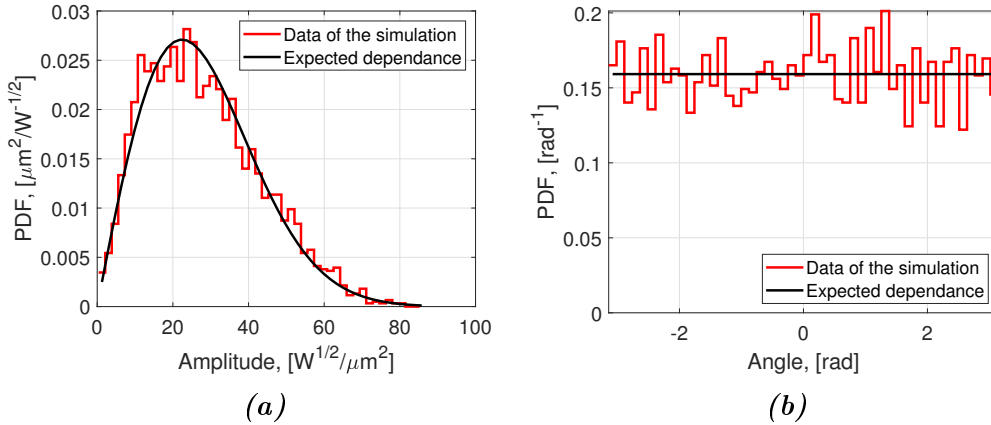 0.03
0.025
0.02
0.015
0.01
0.005
0
PDF, [μm²/W⁻¹/²]
Data of the simulation
Expected dependance
0 20 40 60 80 100
Amplitude, [W¹/²/μm²]
(a)
0.2
0.15
0.1
0.05
0
PDF, [rad⁻¹]
Data of the simulation
Expected dependance
-2 0 2
Angle, [rad]
(b)